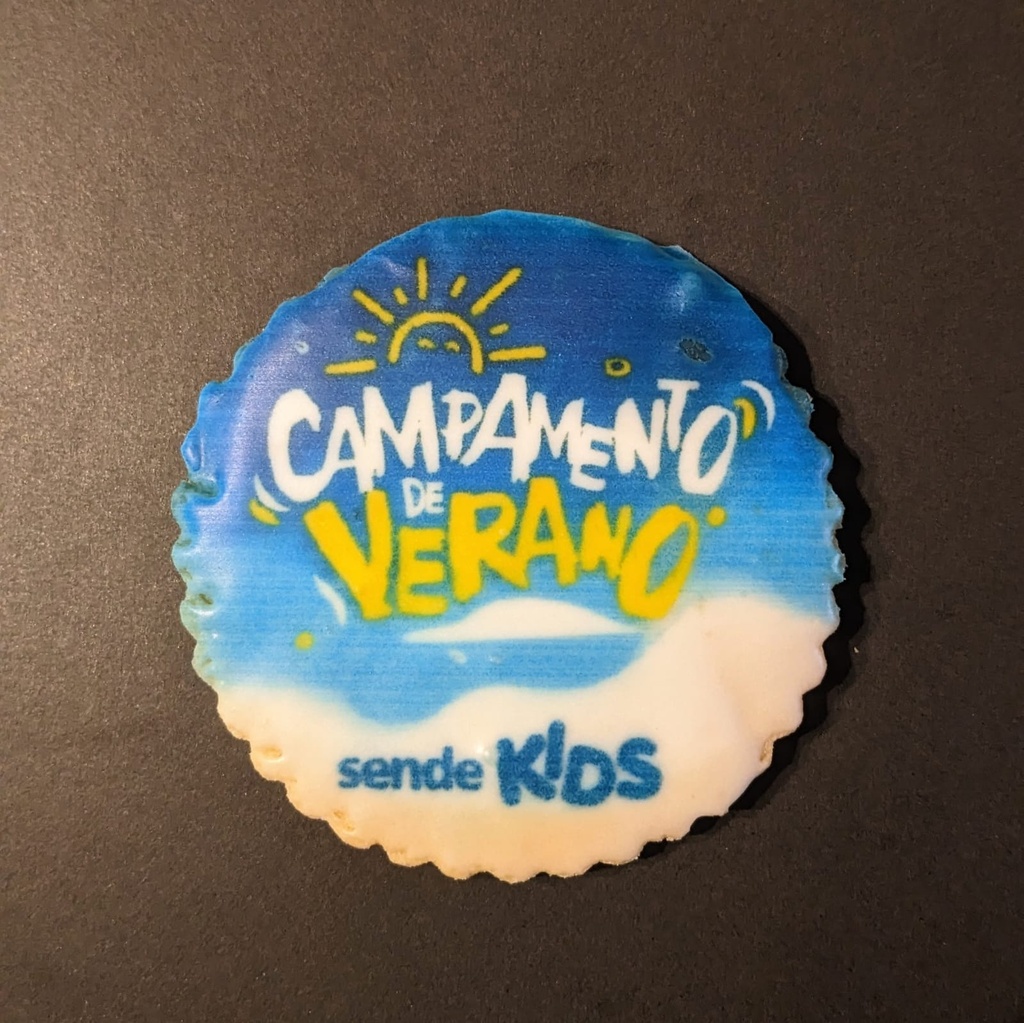 CAMPAMENTO
DE
VERANO
sende KIDS